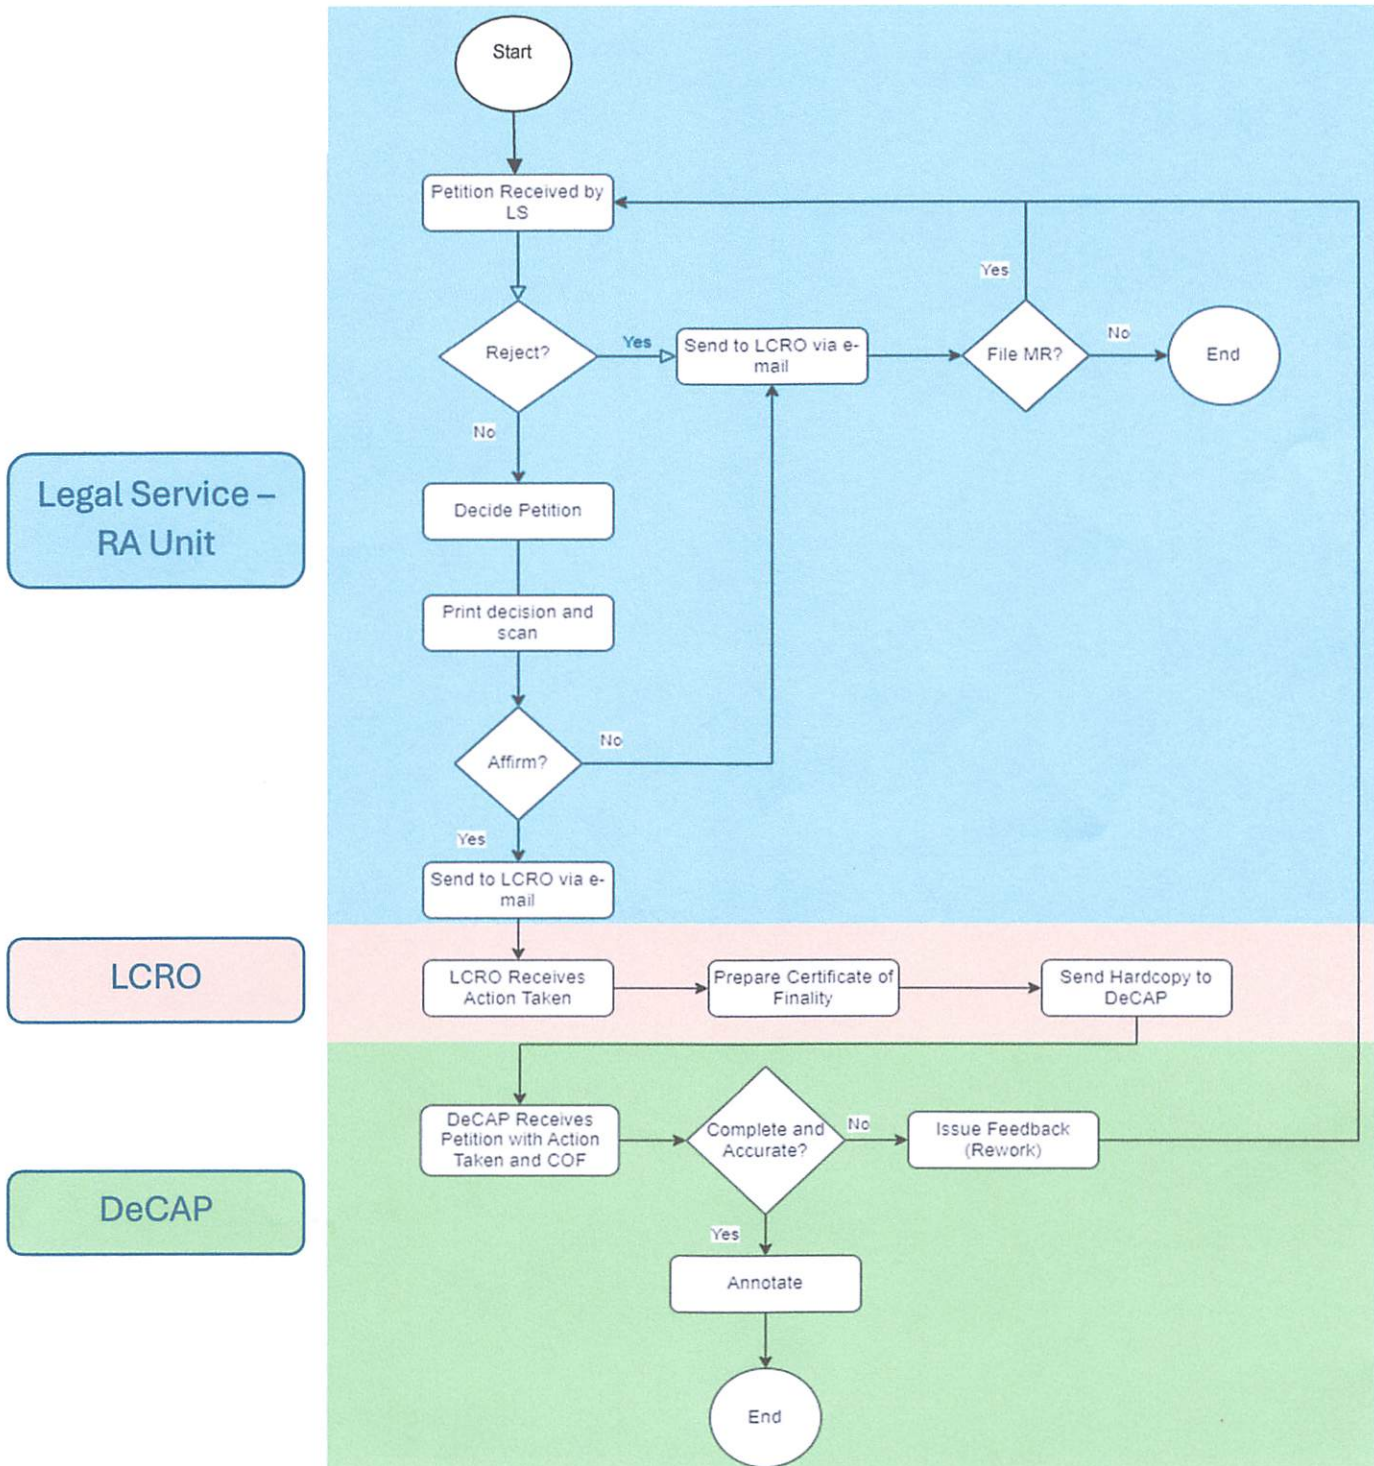 Start
Petition Received by
LS
Yes
Reject?
Yes
Send to LCRO via e-
mail
File MR?
No
End
No
Legal Service –
RA Unit
Decide Petition
Print decision and
scan
No
Affirm?
Yes
Send to LCRO via e-
mail
LCRO
LCRO Receives
Action Taken
Prepare Certificate of
Finality
Send Hardcopy to
DeCAP
DeCAP
DeCAP Receives
Petition with Action
Taken and COF
Complete and
Accurate?
No
Issue Feedback
(Rework)
Yes
Annotate
End